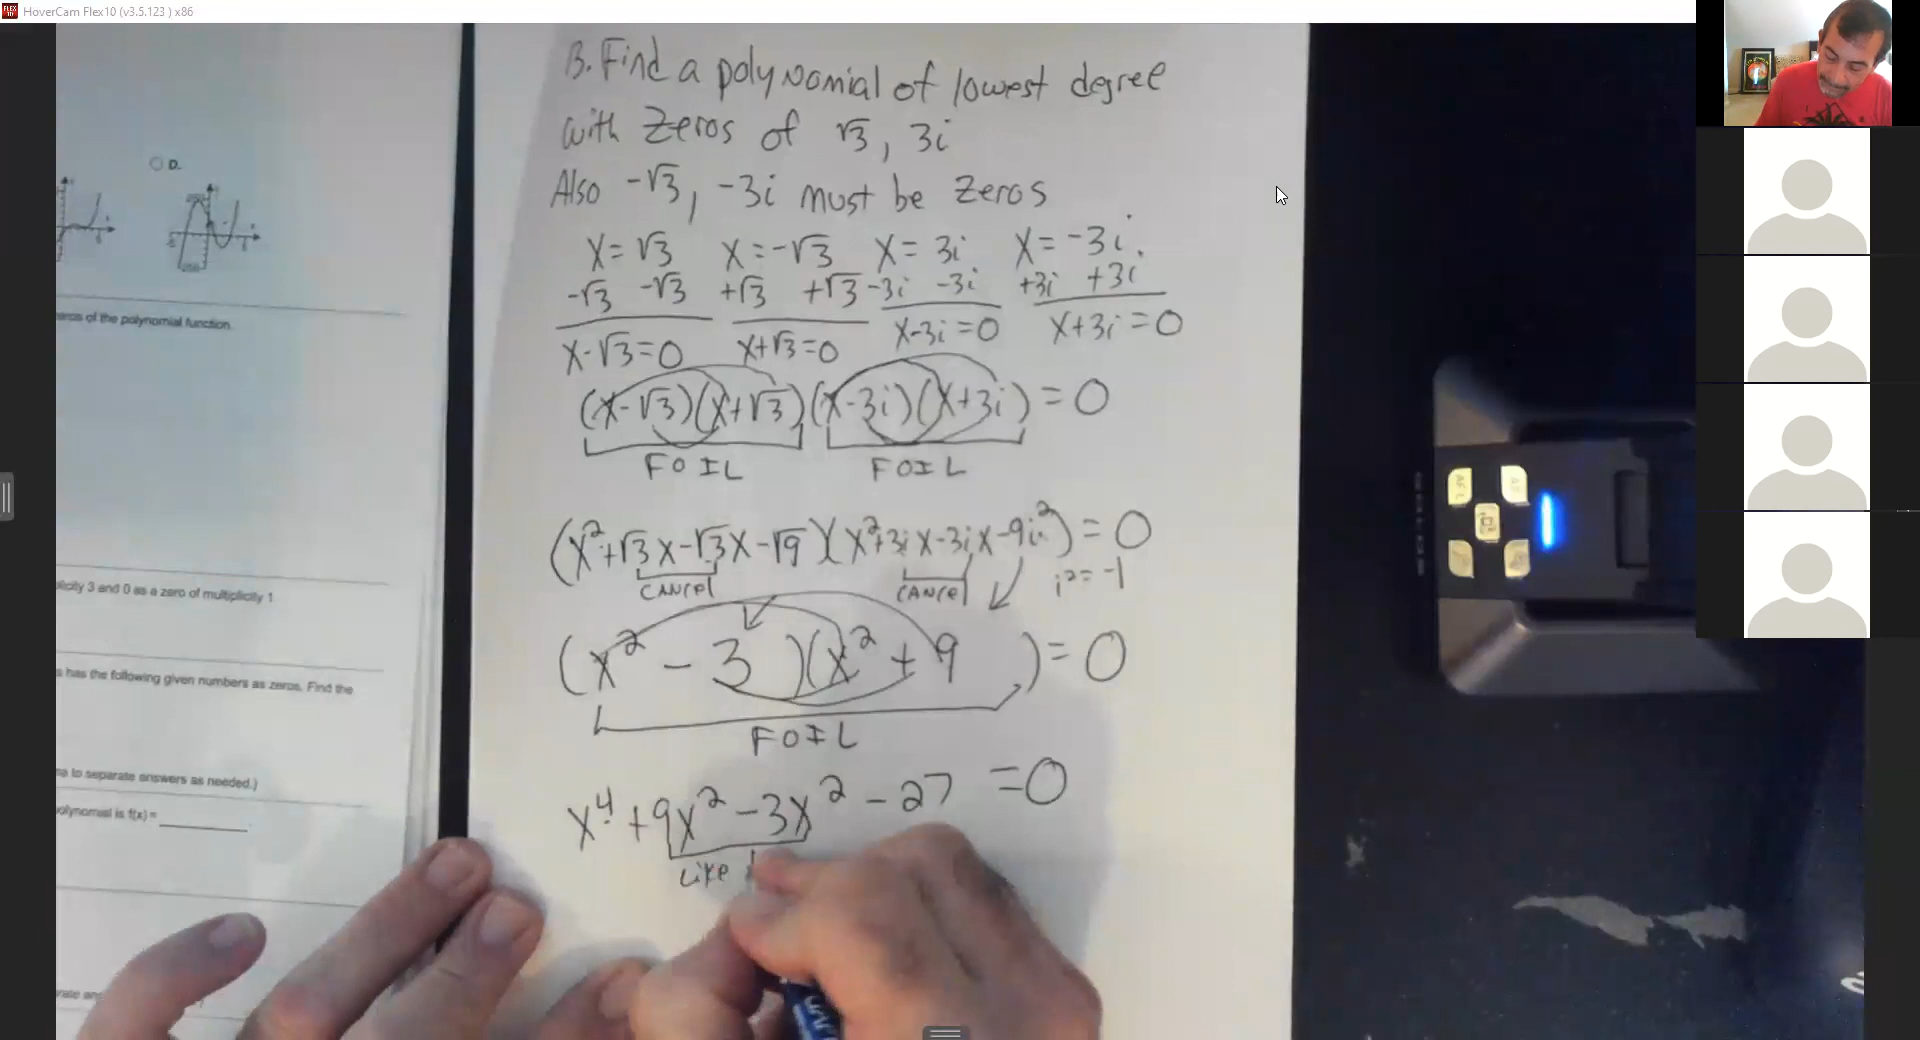 HoverCam Flex10 (v3.5.123 ) x86
B. Find a polynomial of lowest degree
with zeros of √3, 3i
Also -√3, -3i must be zeros
x = √3 x = -√3 x = 3i x = -3i
-√3 -√3 +√3 +√3 -3i -3i +3i +3i
x-√3=0 x+√3=0 x-3i=0 x+3i=0
(x-√3)(x+√3)(x-3i)(x+3i) = 0
FOIL FOIL
(x²+√3x-√3x-√9)(x²+3ix-3ix-9i²) = 0
cancel cancel i²=-1
(x² - 3)(x² + 9) = 0
FOIL
x⁴ +9x² -3x² -27 =0
Like
D.
zeros of the polynomial function.
plicity 3 and 0 as a zero of multiplicity 1
s has the following given numbers as zeros. Find the
to separate answers as needed.)
polynomial is f(x) =